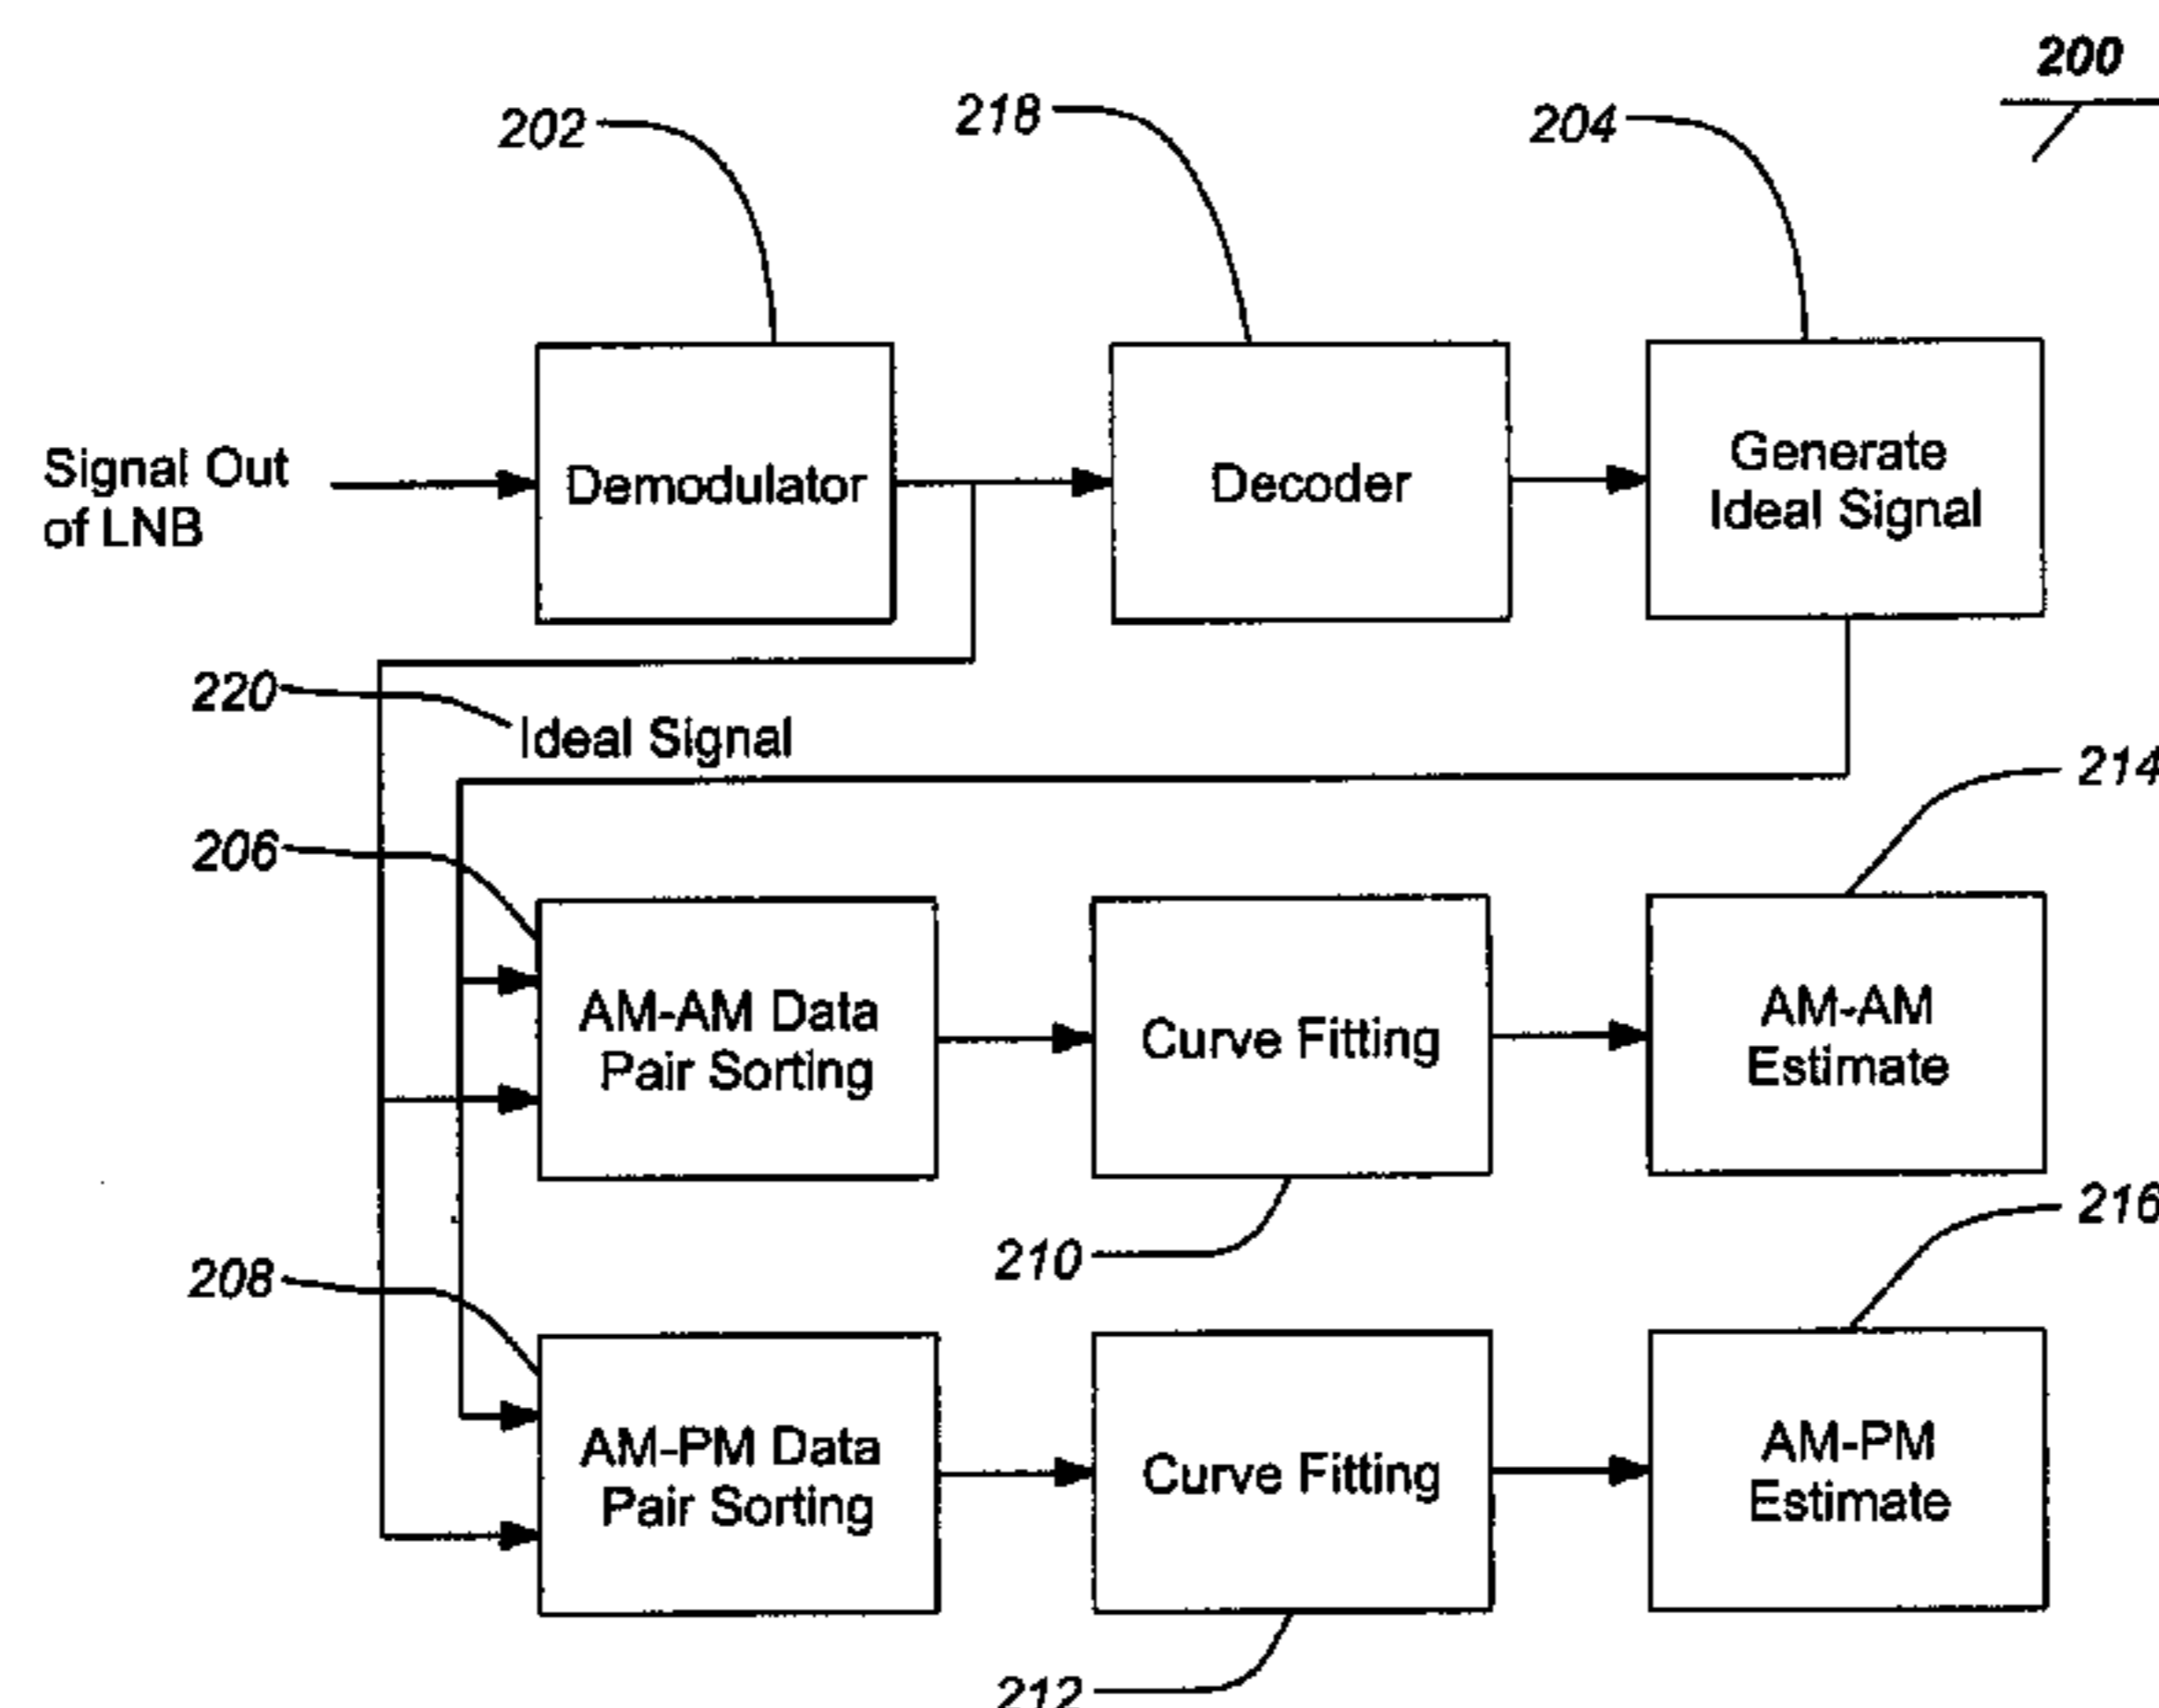 200
202
218
204
Signal Out
of LNB
Demodulator
Decoder
Generate
Ideal Signal
220
Ideal Signal
214
206
AM-AM Data
Pair Sorting
Curve Fitting
AM-AM
Estimate
210
216
208
AM-PM Data
Pair Sorting
Curve Fitting
AM-PM
Estimate
212